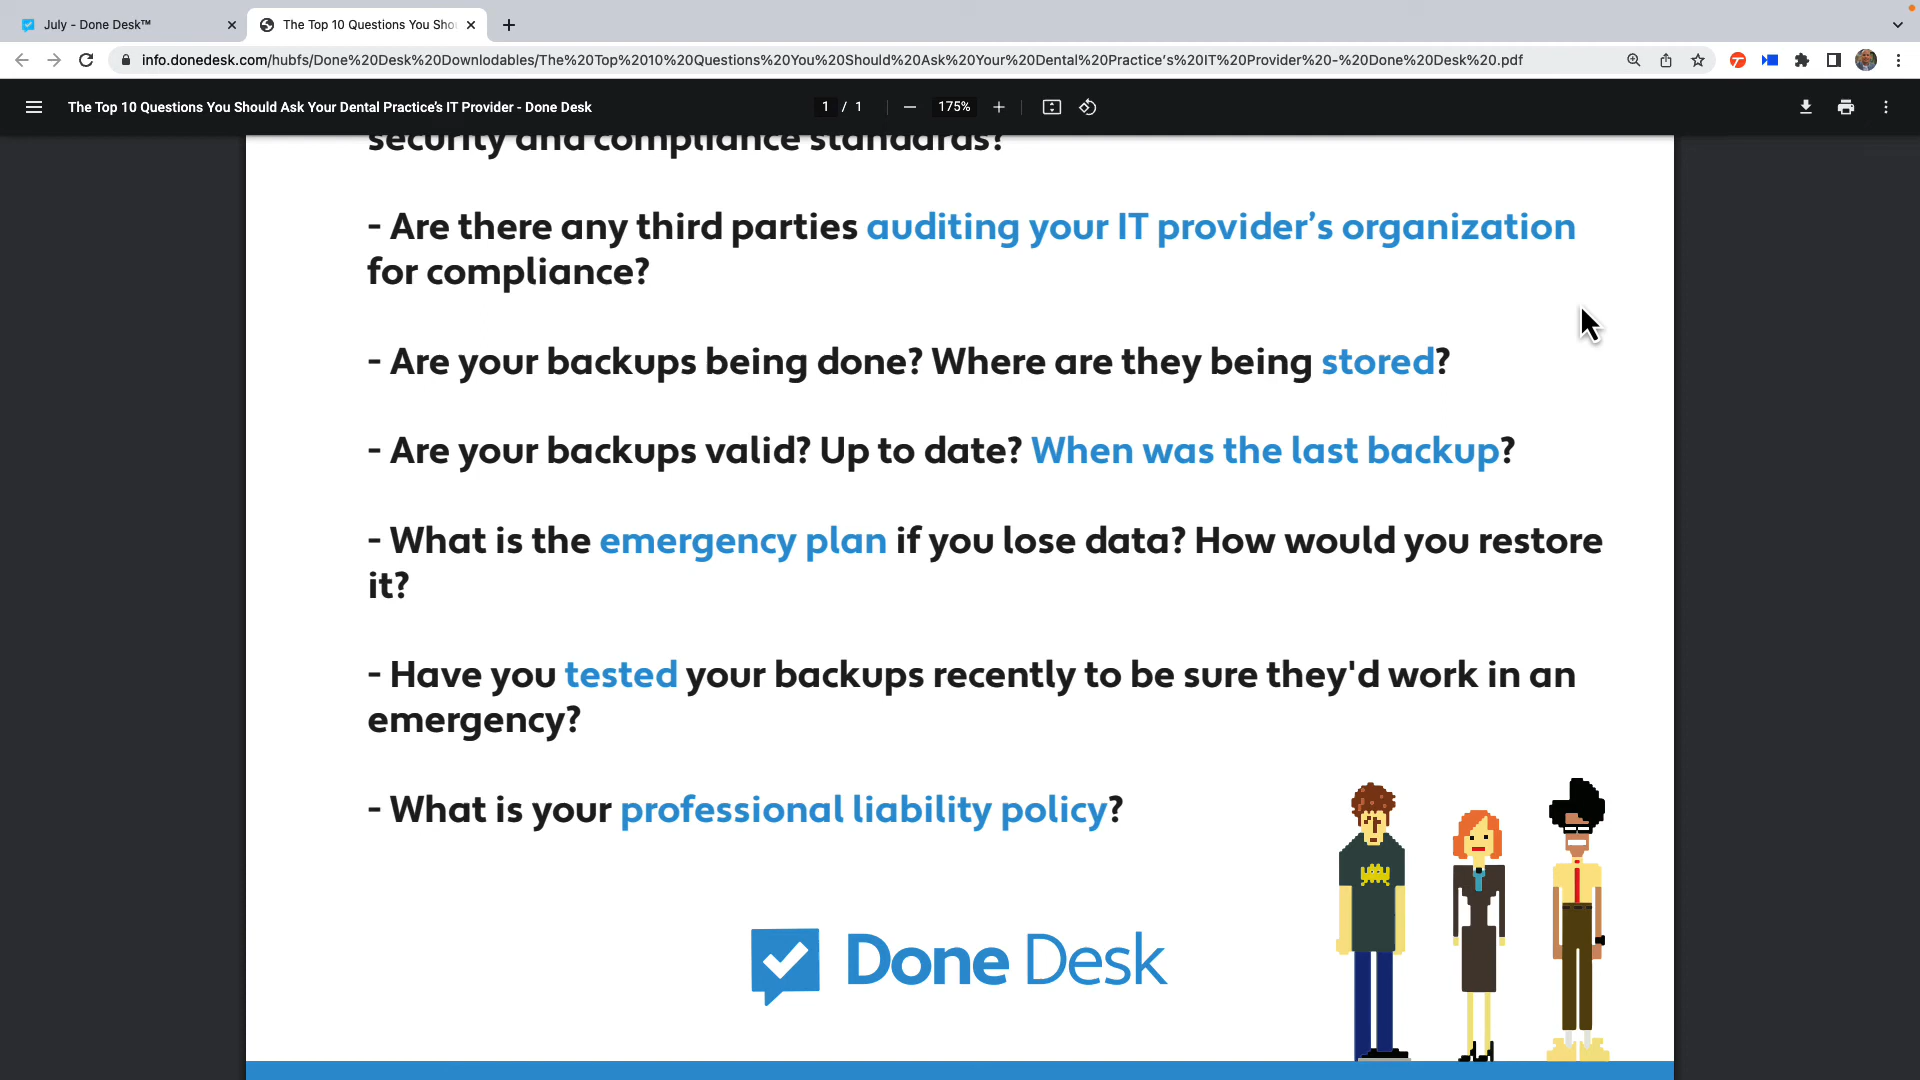 July - Done Desk™
The Top 10 Questions You Shou
info.donedesk.com/hubfs/Done%20Desk%20Downlodables/The%20Top%2010%20Questions%20You%20Should%20Ask%20Your%20Dental%20Practice's%20IT%20Provider%20-%20Done%20Desk%20.pdf
The Top 10 Questions You Should Ask Your Dental Practice's IT Provider - Done Desk
1 / 1
175%
security and compliance standards?
- Are there any third parties auditing your IT provider’s organization
for compliance?
- Are your backups being done? Where are they being stored?
- Are your backups valid? Up to date? When was the last backup?
- What is the emergency plan if you lose data? How would you restore
it?
- Have you tested your backups recently to be sure they'd work in an
emergency?
- What is your professional liability policy?
Done Desk